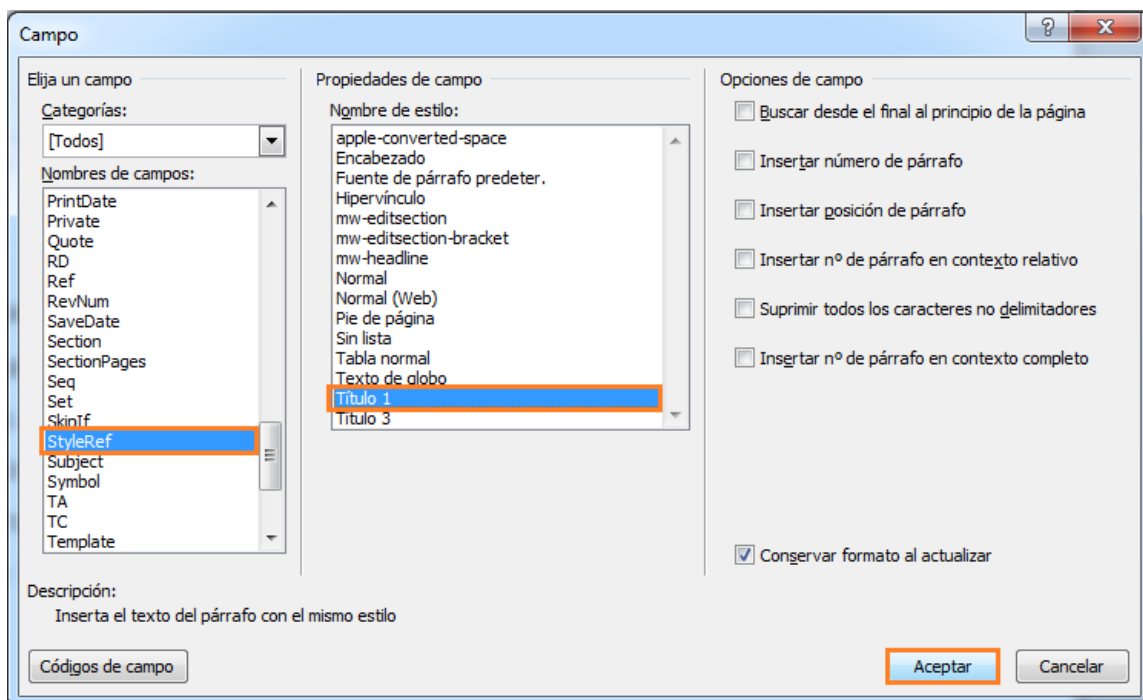 Campo
Elija un campo
Categorías:
[Todos]
Nombres de campos:
PrintDate
Private
Quote
RD
Ref
RevNum
SaveDate
Section
SectionPages
Seq
Set
SkipIf
StyleRef
Subject
Symbol
TA
TC
Template
Propiedades de campo
Nombre de estilo:
apple-converted-space
Encabezado
Fuente de párrafo predeter.
Hipervínculo
mw-editsection
mw-editsection-bracket
mw-headline
Normal
Normal (Web)
Pie de página
Sin lista
Tabla normal
Texto de globo
Título 1
Título 3
Opciones de campo
Buscar desde el final al principio de la página
Insertar número de párrafo
Insertar posición de párrafo
Insertar nº de párrafo en contexto relativo
Suprimir todos los caracteres no delimitadores
Insertar nº de párrafo en contexto completo
Conservar formato al actualizar
Descripción:
Inserta el texto del párrafo con el mismo estilo
Códigos de campo
Aceptar
Cancelar